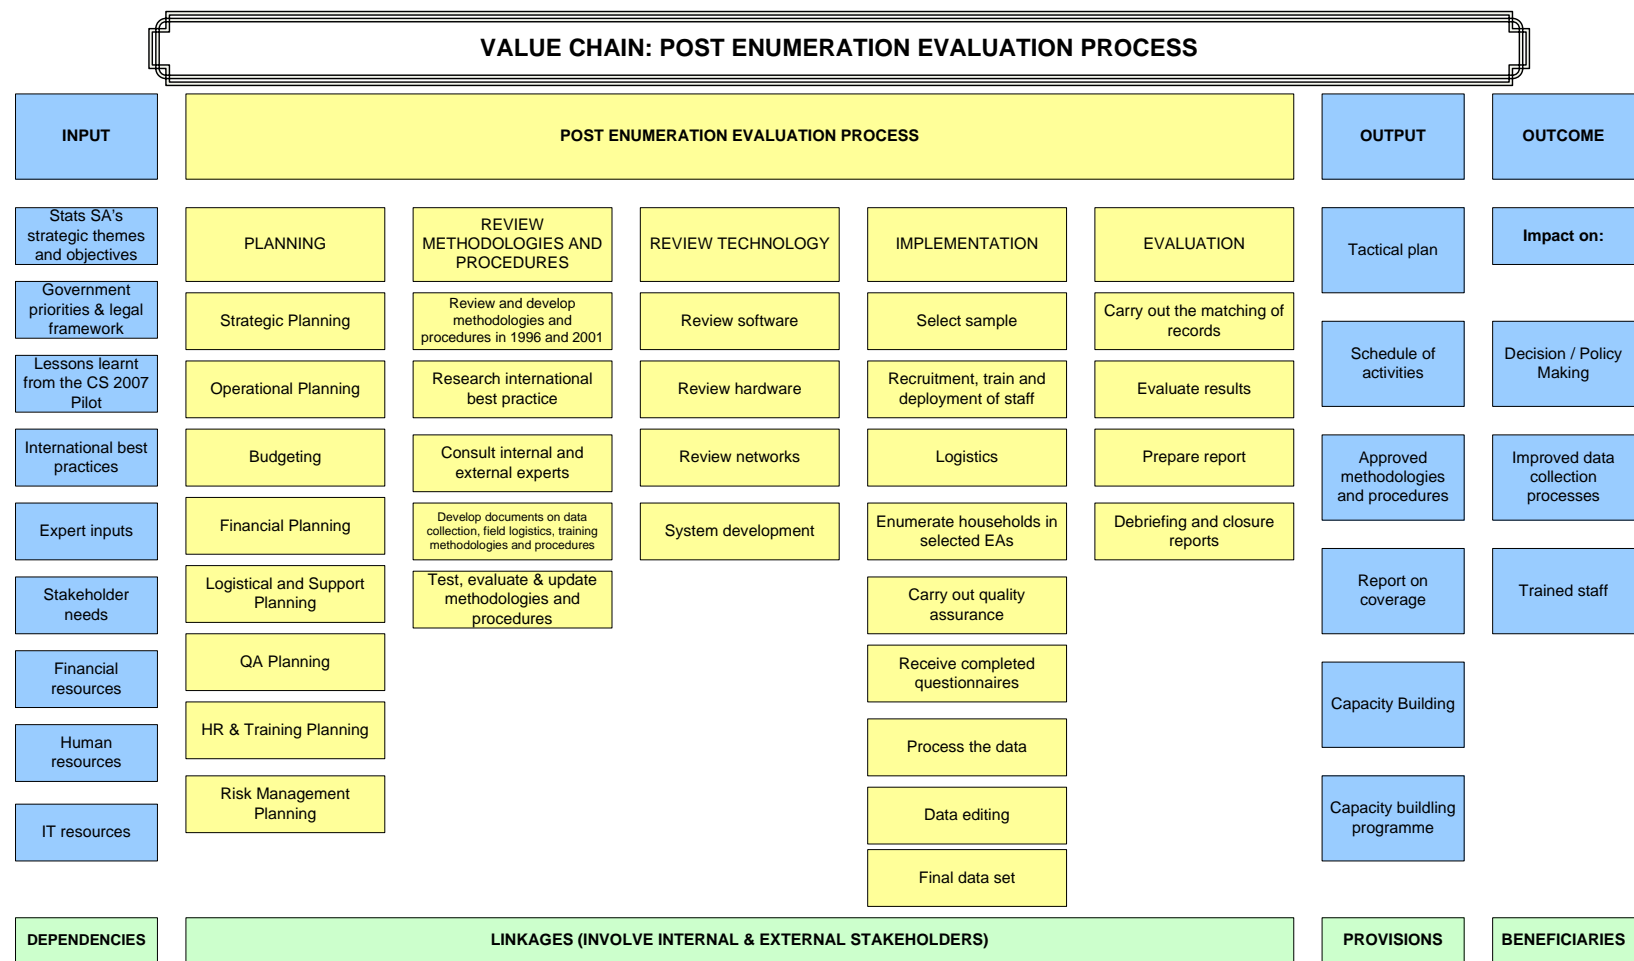 VALUE CHAIN: POST ENUMERATION EVALUATION PROCESS
INPUT
POST ENUMERATION EVALUATION PROCESS
OUTPUT
OUTCOME
Stats SA’s
strategic themes
and objectives
Government
priorities & legal
framework
Lessons learnt
from the CS 2007
Pilot
International best
practices
Expert inputs
Stakeholder
needs
Financial
resources
Human
resources
IT resources
PLANNING
Strategic Planning
Operational Planning
Budgeting
Financial Planning
Logistical and Support
Planning
QA Planning
HR & Training Planning
Risk Management
Planning
REVIEW
METHODOLOGIES AND
PROCEDURES
Review and develop
methodologies and
procedures in 1996 and 2001
Research international
best practice
Consult internal and
external experts
Develop documents on data
collection, field logistics, training
methodologies and procedures
Test, evaluate & update
methodologies and
procedures
REVIEW TECHNOLOGY
Review software
Review hardware
Review networks
System development
IMPLEMENTATION
Select sample
Recruitment, train and
deployment of staff
Logistics
Enumerate households in
selected EAs
Carry out quality
assurance
Receive completed
questionnaires
Process the data
Data editing
Final data set
EVALUATION
Carry out the matching of
records
Evaluate results
Prepare report
Debriefing and closure
reports
Tactical plan
Schedule of
activities
Approved
methodologies
and procedures
Report on
coverage
Capacity Building
Capacity buildling
programme
Impact on:
Decision / Policy
Making
Improved data
collection
processes
Trained staff
DEPENDENCIES
LINKAGES (INVOLVE INTERNAL & EXTERNAL STAKEHOLDERS)
PROVISIONS
BENEFICIARIES